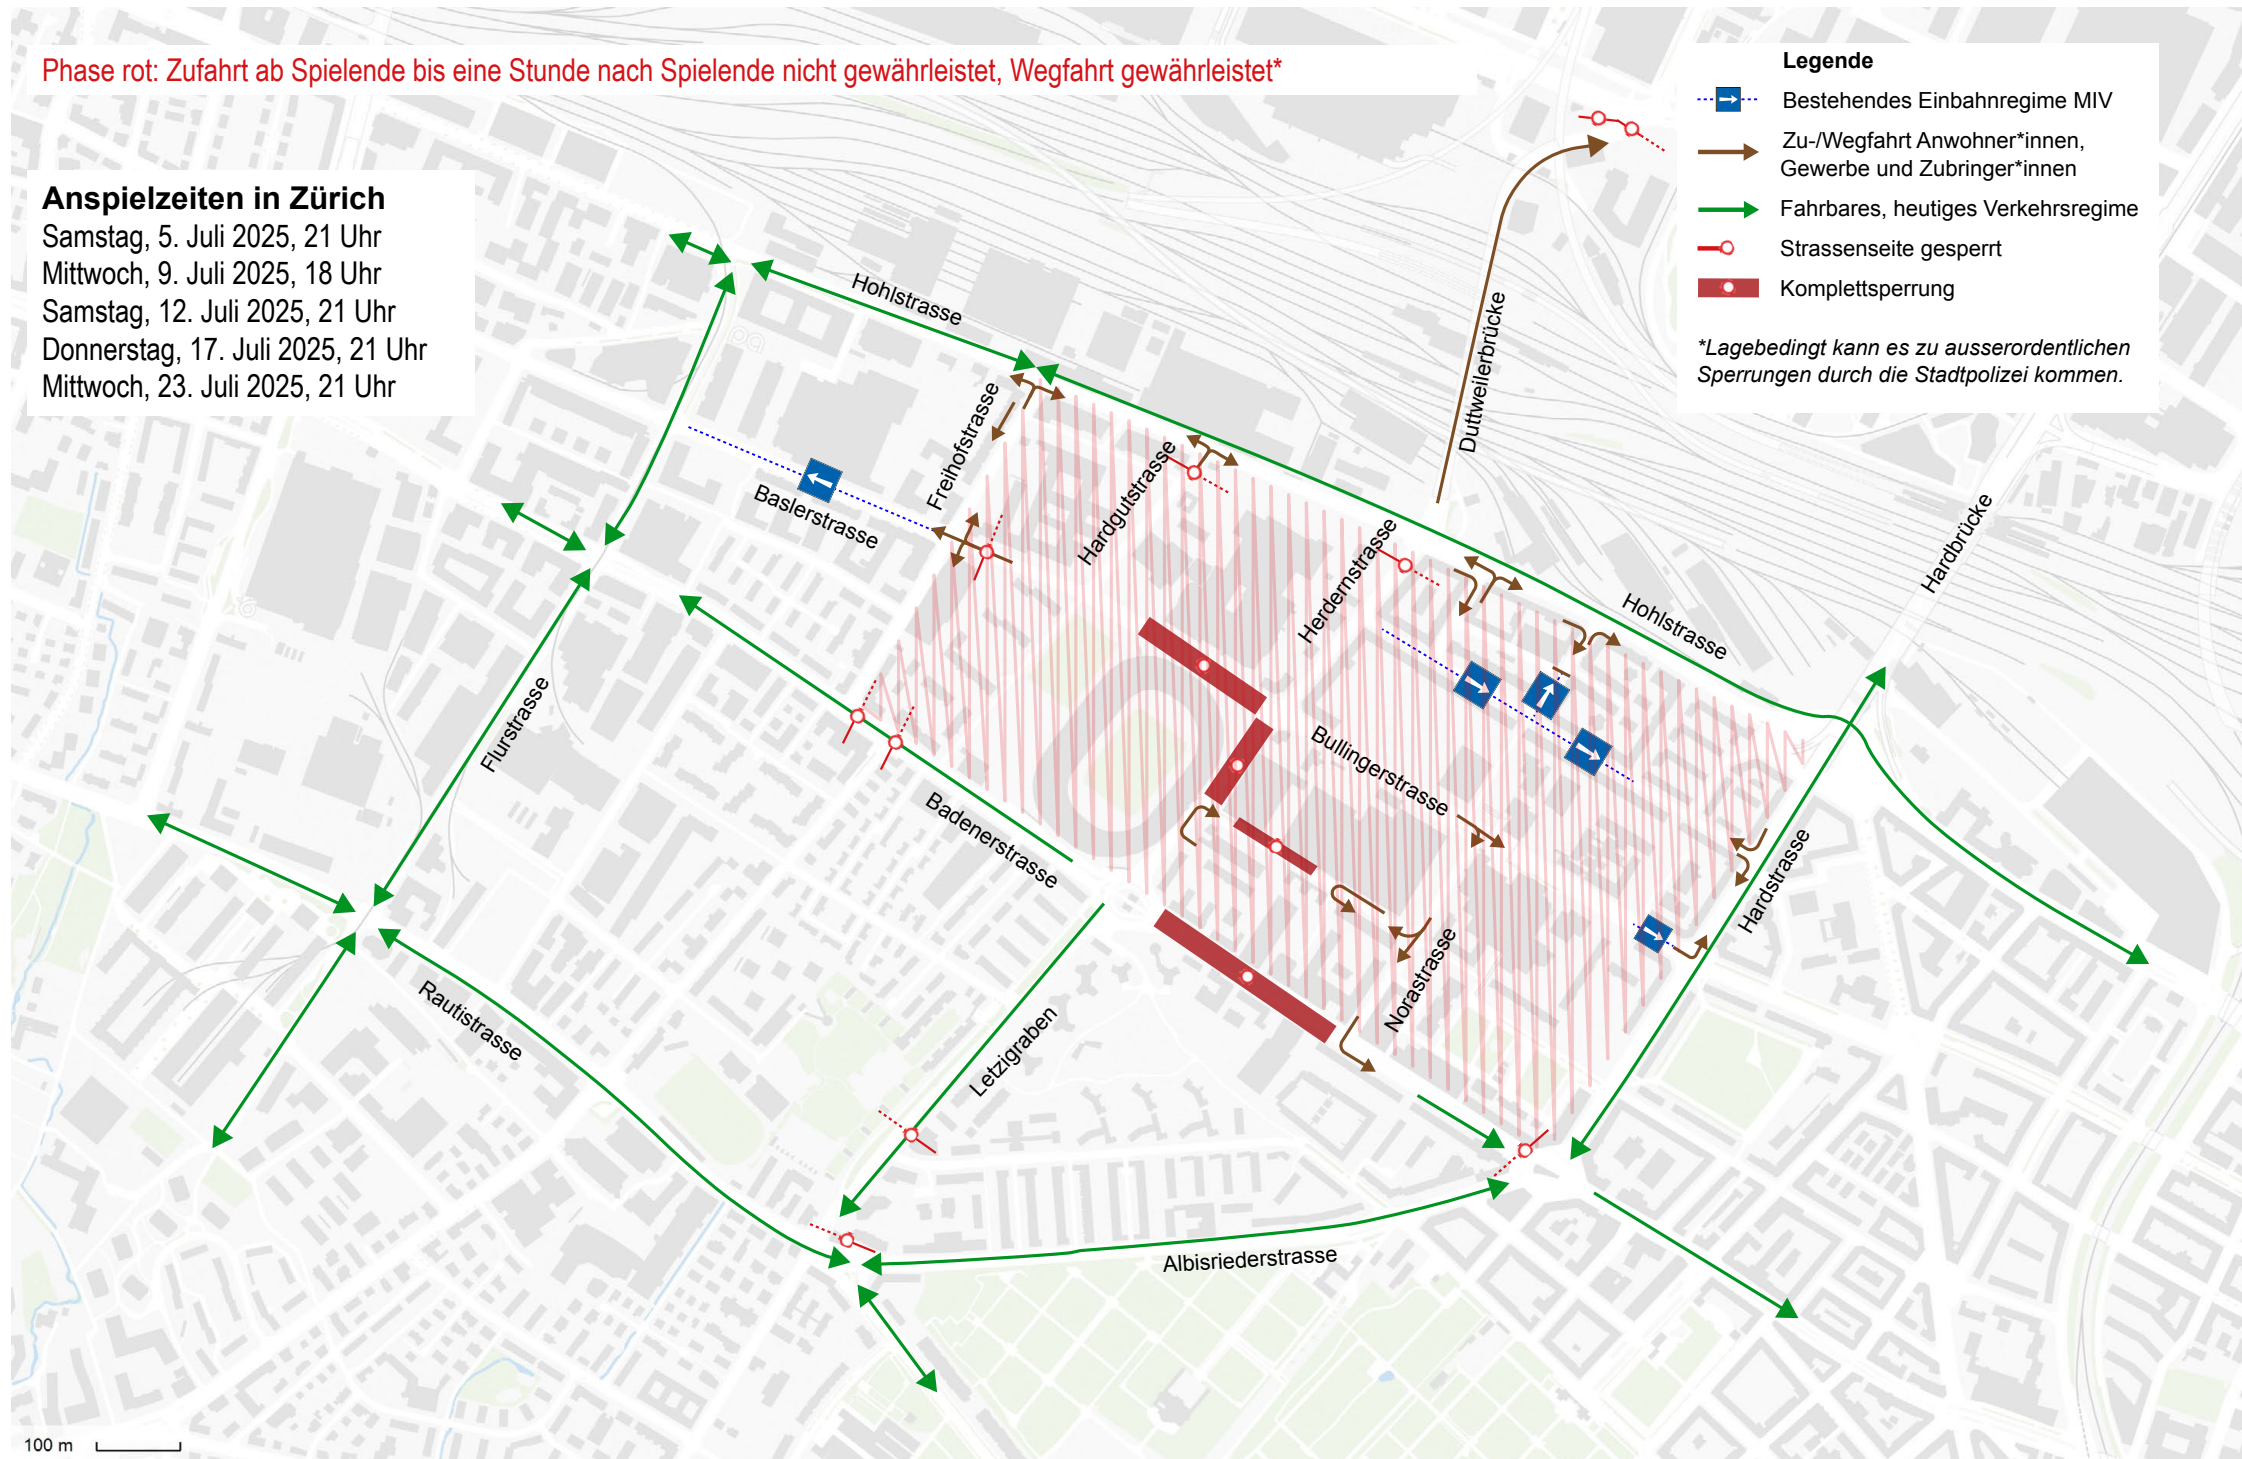 Phase rot: Zufahrt ab Spielende bis eine Stunde nach Spielende nicht gewährleistet, Wegfahrt gewährleistet*
Anspielzeiten in Zürich
Samstag, 5. Juli 2025, 21 Uhr
Mittwoch, 9. Juli 2025, 18 Uhr
Samstag, 12. Juli 2025, 21 Uhr
Donnerstag, 17. Juli 2025, 21 Uhr
Mittwoch, 23. Juli 2025, 21 Uhr
Legende
Bestehendes Einbahnregime MIV
Zu-/Wegfahrt Anwohner*innen,
Gewerbe und Zubringer*innen
Fahrbares, heutiges Verkehrsregime
Strassenseite gesperrt
Komplettsperrung
*Lagebedingt kann es zu ausserordentlichen
Sperrungen durch die Stadtpolizei kommen.
Hohlstrasse
Duttweilerbrücke
Freihofstrasse
Hardgutstrasse
Baslerstrasse
Herdernstrasse
Hardbrücke
Hohlstrasse
Flurstrasse
Bullingerstrasse
Badenerstrasse
Hardstrasse
Norastrasse
Rautistrasse
Letzigraben
Albisriederstrasse
100 m